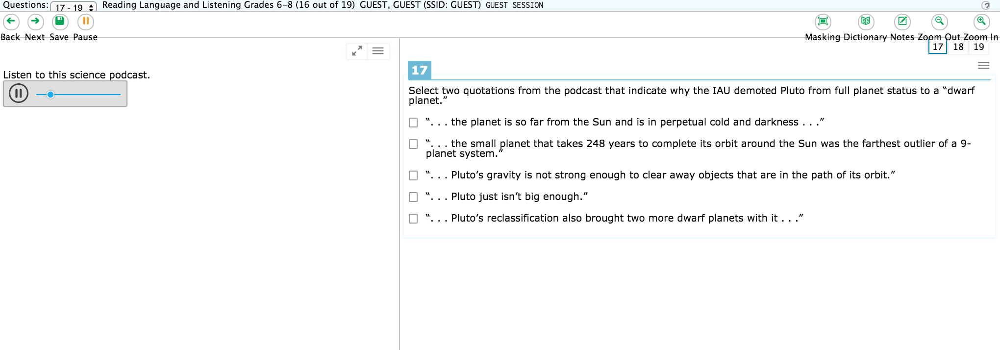 Questions: 17 - 19 Reading Language and Listening Grades 6-8 (16 out of 19) GUEST, GUEST (SSID: GUEST) GUEST SESSION ?
Back Next Save Pause Masking Dictionary Notes Zoom Out Zoom In
17 18 19
Listen to this science podcast.
17
Select two quotations from the podcast that indicate why the IAU demoted Pluto from full planet status to a “dwarf
planet.”
“. . . the planet is so far from the Sun and is in perpetual cold and darkness . . .”
“. . . the small planet that takes 248 years to complete its orbit around the Sun was the farthest outlier of a 9-
planet system.”
“. . . Pluto’s gravity is not strong enough to clear away objects that are in the path of its orbit.”
“. . . Pluto just isn’t big enough.”
“. . . Pluto’s reclassification also brought two more dwarf planets with it . . .”